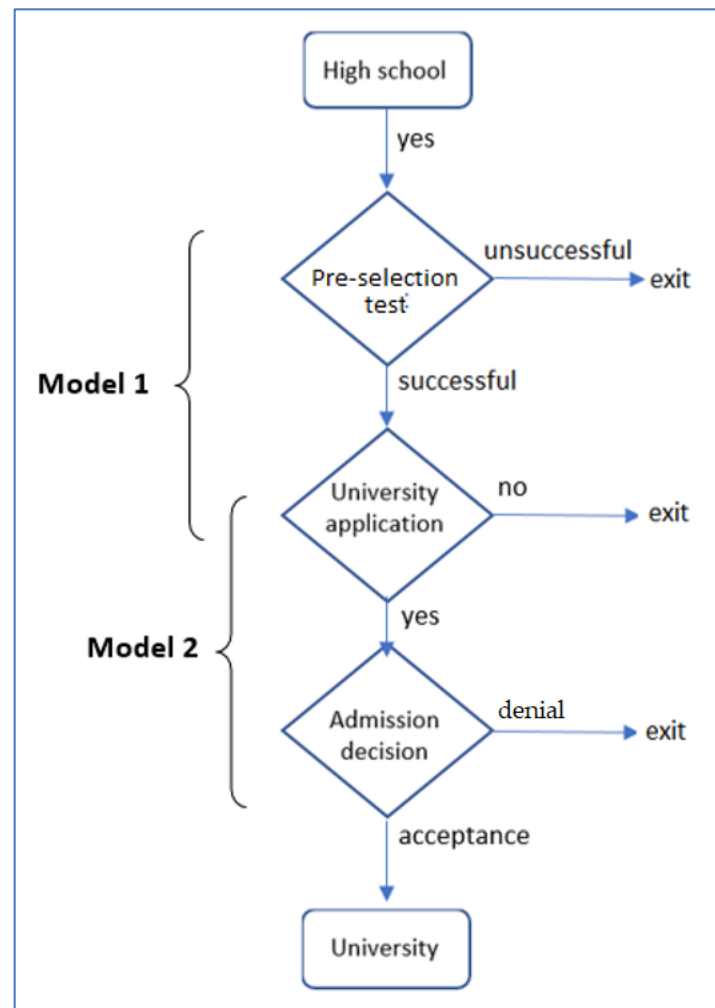 High school
yes
unsuccessful
Pre-selection
test
exit
Model 1
successful
University
application
no
exit
yes
Model 2
Admission
decision
denial
exit
acceptance
University